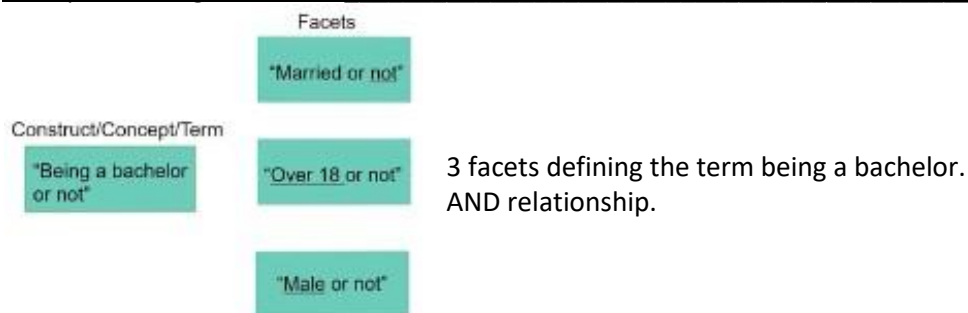 Facets
"Married or not"
Construct/Concept/Term
"Being a bachelor
or not"
"Over 18 or not"
3 facets defining the term being a bachelor.
AND relationship.
"Male or not"